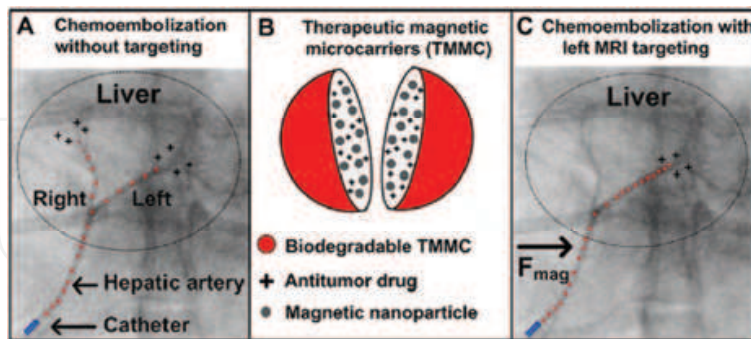 A Chemoembolization
without targeting
Liver
Right
Left
Hepatic artery
Catheter
B Therapeutic magnetic
microcarriers (TMMC)
Biodegradable TMMC
Antitumor drug
Magnetic nanoparticle
C Chemoembolization with
left MRI targeting
Liver
Fmag